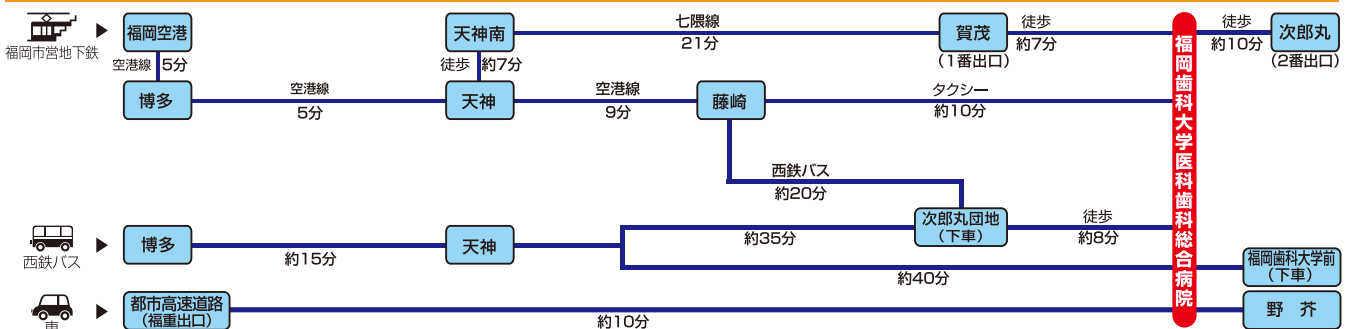 福岡市営地下鉄
福岡空港
空港線 5分
博多
空港線
5分
天神南
徒歩 約7分
天神
七隈線
21分
賀茂
(1番出口)
徒歩
約7分
空港線
9分
藤崎
タクシー
約10分
西鉄バス
約20分
次郎丸団地
(下車)
徒歩
約8分
福岡歯科大学医科歯科総合病院
徒歩
約10分
次郎丸
(2番出口)
西鉄バス
博多
約15分
天神
約35分
約40分
福岡歯科大学前
(下車)
車
都市高速道路
(福重出口)
約10分
野 芥